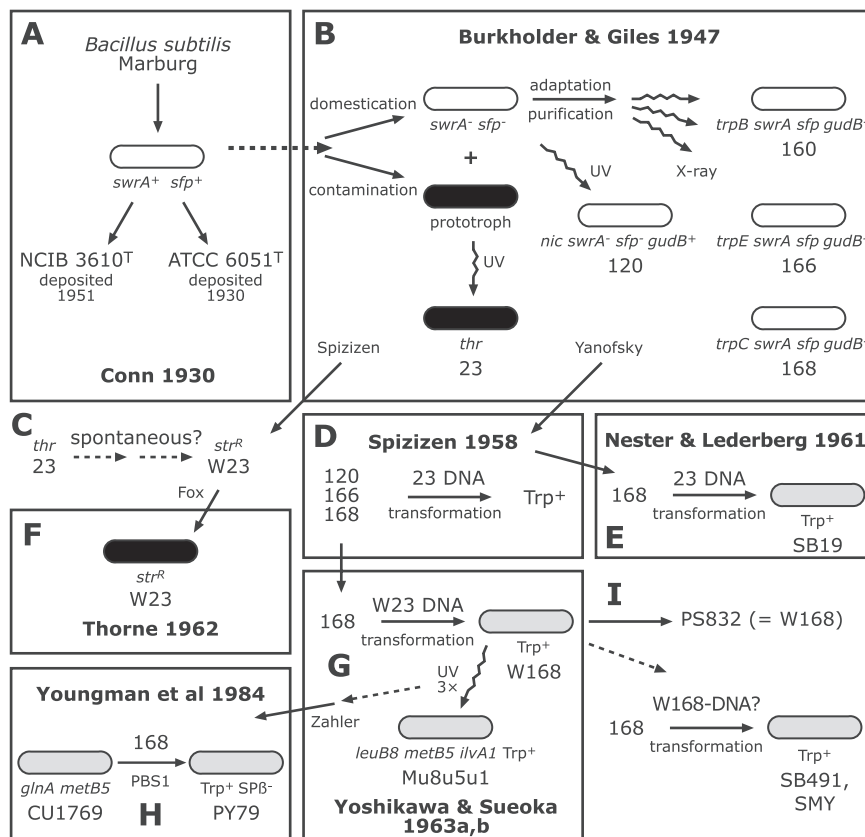 A
Bacillus subtilis
Marburg
swrA+ sfp+
NCIB 3610T
deposited
1951
ATCC 6051T
deposited
1930
Conn 1930
B
Burkholder & Giles 1947
domestication
contamination
swrA- sfp-
+
prototroph
UV
thr
23
adaptation
purification
X-ray
UV
nic swrA- sfp- gudB+
120
trpB swrA sfp gudB+
160
trpE swrA sfp gudB
166
trpC swrA sfp gudB
168
Spizizen
Yanofsky
C
thr
23
spontaneous?
strR
W23
Fox
D
Spizizen 1958
120
166
168
23 DNA
transformation
Trp+
Nester & Lederberg 1961
168
23 DNA
transformation
Trp+
SB19
E
F
strR
W23
Thorne 1962
168
W23 DNA
transformation
Trp+
W168
G
UV
3×
Zahler
leuB8 metB5 ilvA1 Trp+
Mu8u5u1
Yoshikawa & Sueoka
1963a,b
I
PS832 (= W168)
168
W168-DNA?
transformation
Trp+
SB491,
SMY
Youngman et al 1984
glnA metB5
CU1769
168
PBS1
Trp+ SPß-
PY79
H